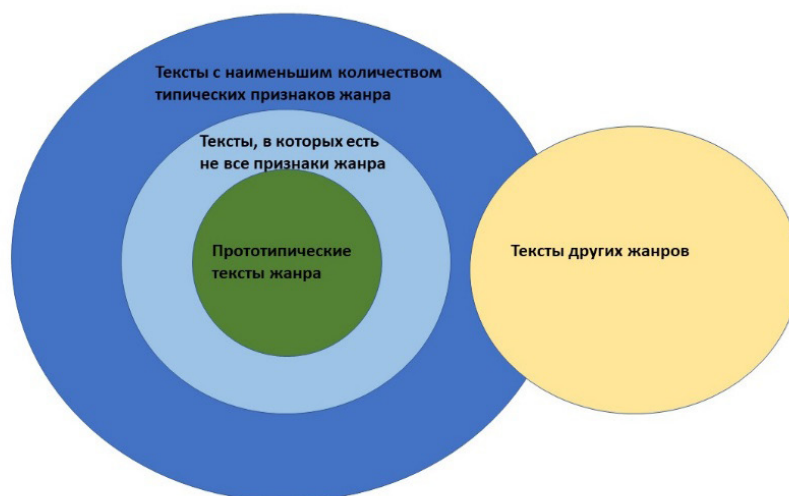 Тексты с наименьшим количеством
типических признаков жанра
Тексты, в которых есть
не все признаки жанра
Прототипические
тексты жанра
Тексты других жанров